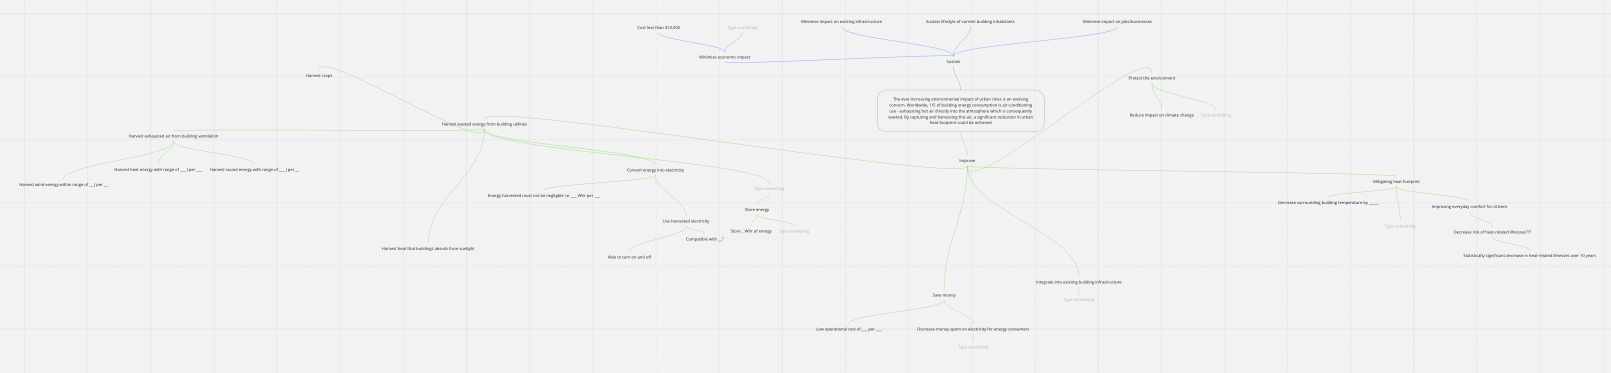 Minimise impact on existing infrastructure
Sustain lifestyle of current building inhabitants
Minimise impact on jobs/businesses
Cost less than $10,000
Type something
Minimise economic impact
Sustain
Harvest crops
Protect the environment
The ever-increasing environmental impact of urban cities is an evolving
concern. Worldwide, 1/5 of building energy consumption is air conditioning
use - exhausting hot air directly into the atmosphere which is consequently
wasted. By capturing and harvesting this air, a significant reduction in urban
heat footprint could be achieved
Reduce impact on climate change
Type something
Harvest wasted energy from building utilities
Harvest exhausted air from building ventilation
Improve
Harvest heat energy with range of ___J per ___
Harvest sound energy with range of ___J per __
Harvest wind energy within range of __J per __
Convert energy into electricity
Mitigating heat footprint
Type something
Energy harvested must not be negligible i.e. ___ Whr per ___
Decrease surrounding building temperature by _____
Improving everyday comfort for citizens
Store energy
Use harvested electricity
Type something
Store _ Whr of energy
Type something
Decrease risk of heat-related illnesses???
Compatible with __?
Harvest heat that buildings absorb from sunlight
Able to turn on and off
Statistically significant decrease in heat-related illnesses over 10 years
Integrate into existing building infrastructure
Save money
Type something
Low operational cost of ___ per ___
Decrease money spent on electricity for energy consumers
Type something